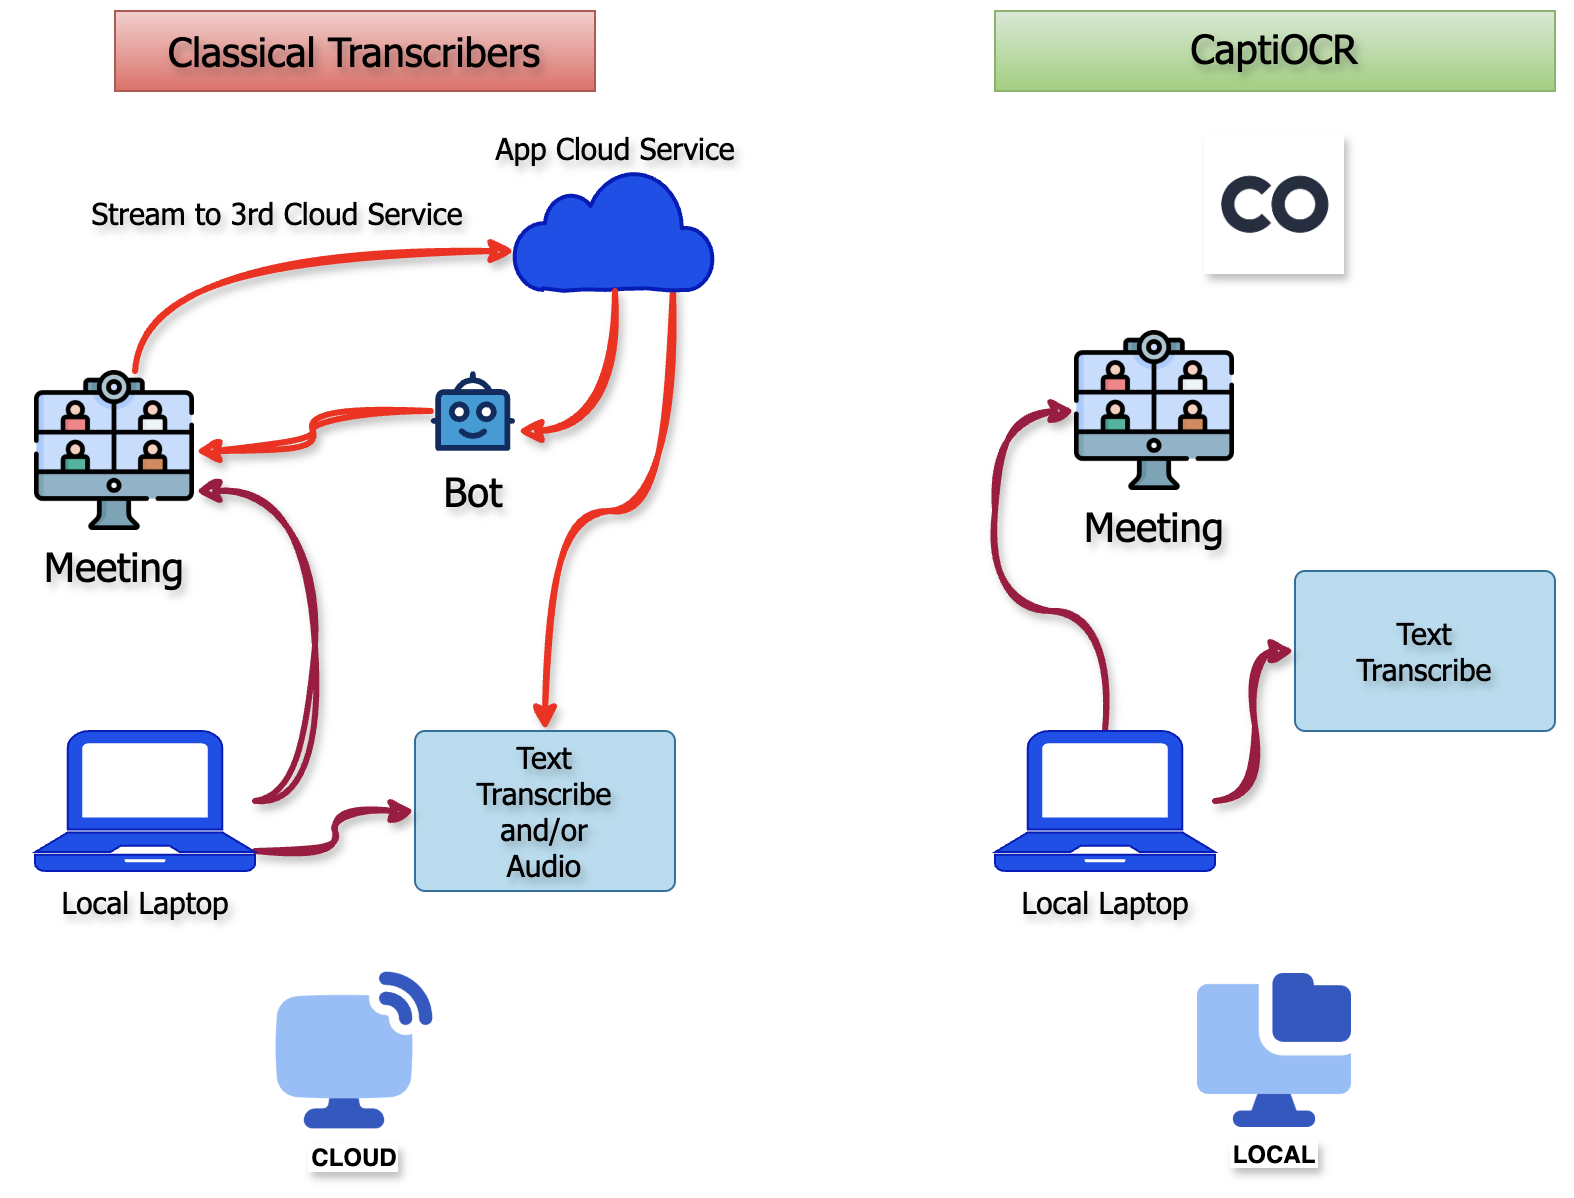 Classical Transcribers
App Cloud Service
Stream to 3rd Cloud Service
Bot
Meeting
Text
Transcribe
and/or
Audio
Local Laptop
CLOUD
CaptiOCR
CO
Meeting
Text
Transcribe
Local Laptop
LOCAL